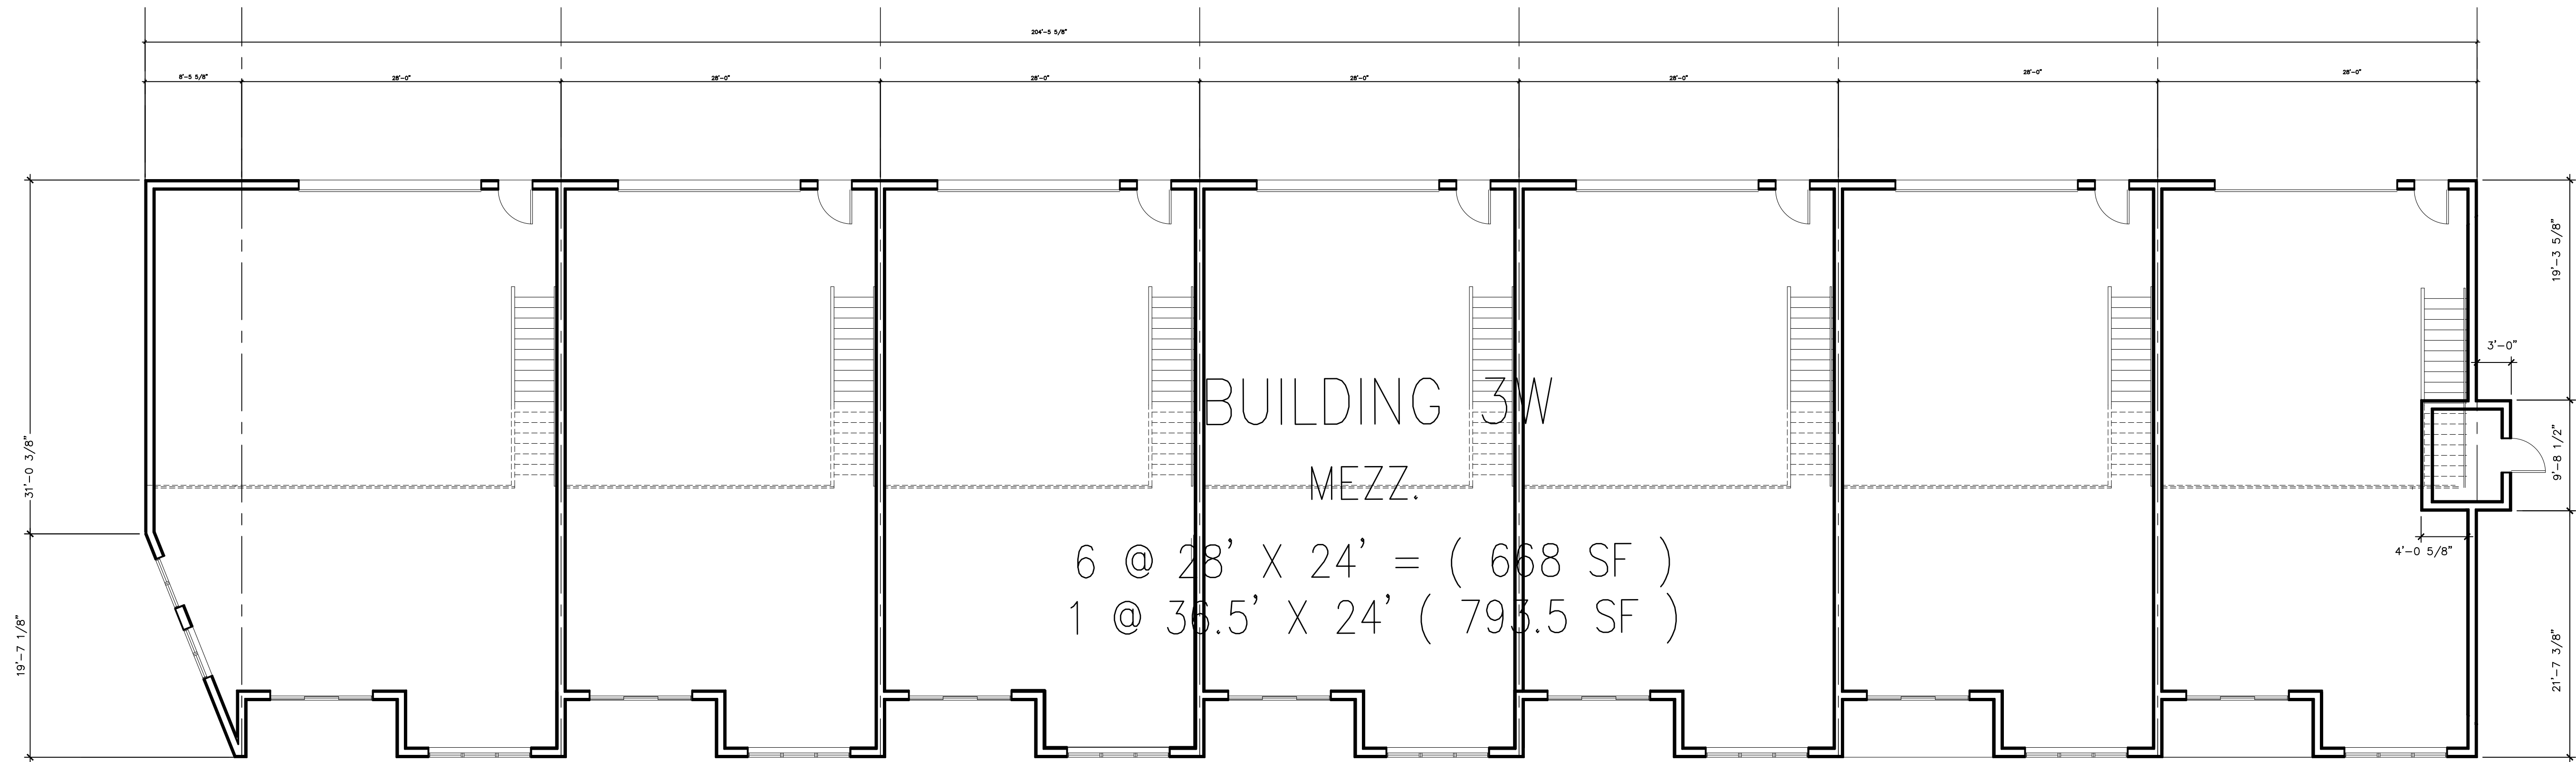 204'-5 5/8"
8'-5 5/8" 28'-0" 28'-0" 28'-0" 28'-0" 28'-0" 28'-0" 28'-0"
19'-3 5/8"
3'-0"
BUILDING 3W
31'-0 3/8"
9'-8 1/2"
MEZZ.
4'-0 5/8"
6 @ 28' X 24' = ( 668 SF )
1 @ 36.5' X 24' ( 793.5 SF )
19'-7 1/8"
21'-7 3/8"